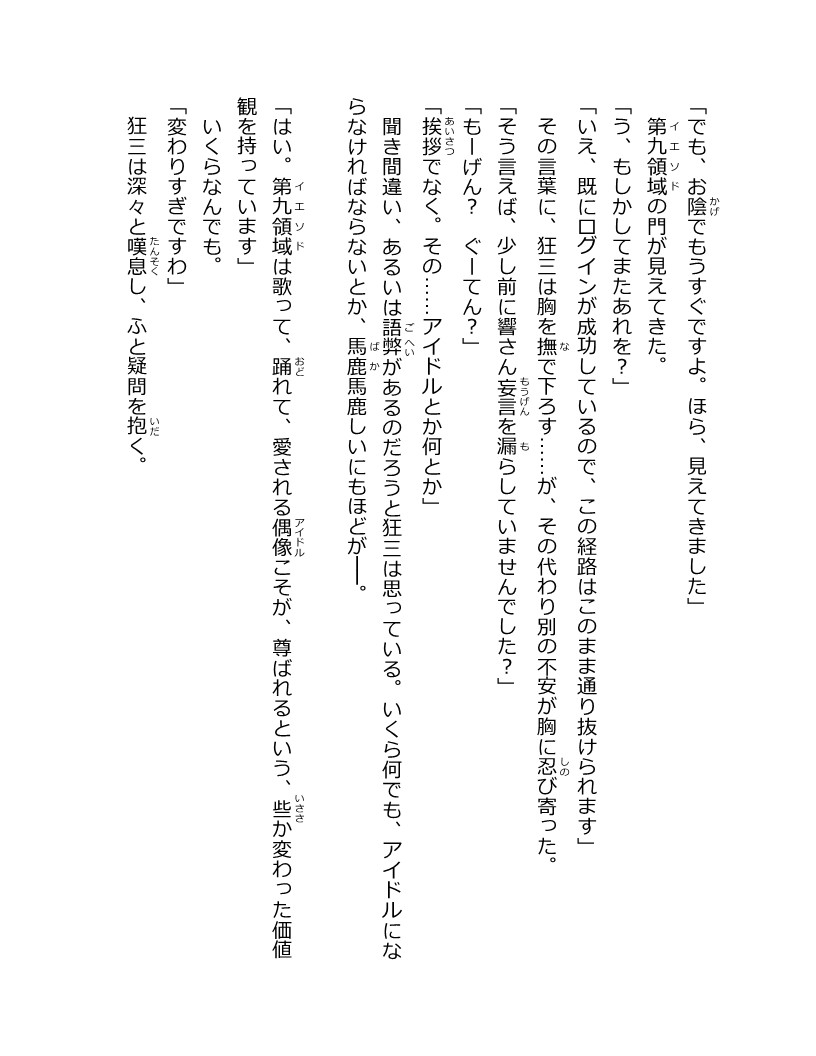 「でも、お陰でもうすぐですよ。ほら、見えてきました」
第九領域の門が見えてきた。
「う、もしかしてまたあれを？」
「いえ、既にログインが成功しているので、この経路はこのまま通り抜けられます」
その言葉に、狂三は胸を撫で下ろす……が、その代わり別の不安が胸に忍び寄った。
「そう言えば、少し前に響さん妄言を漏らしていませんでした？」
「もーげん？　ぐーてん？」
「挨拶でなく。その……アイドルとか何とか」
聞き間違い、あるいは語弊があるのだろうと狂三は思っている。いくら何でも、アイドルにな
らなければならないとか、馬鹿馬鹿しいにもほどが――。
「はい。第九領域は歌って、踊れて、愛される偶像こそが、尊ばれるという、些か変わった価値
観を持っています」
いくらなんでも。
「変わりすぎですわ」
狂三は深々と嘆息し、ふと疑問を抱く。